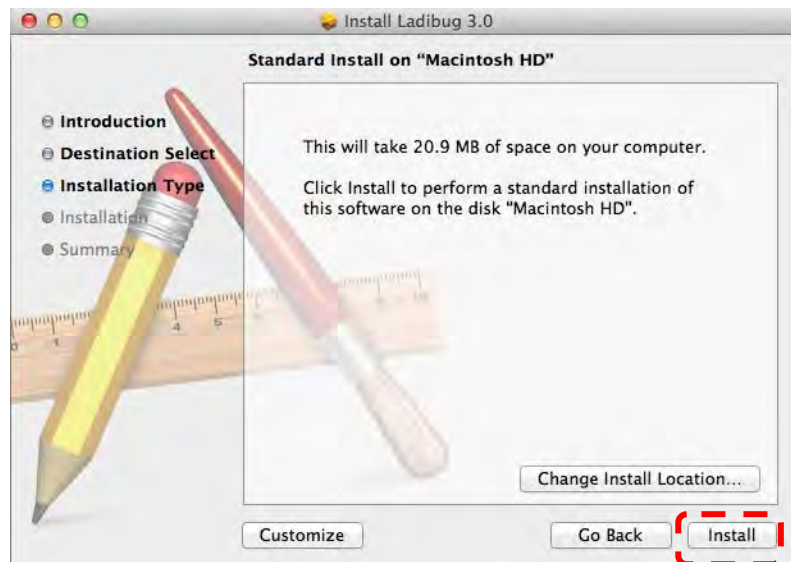 Install Ladibug 3.0
Standard Install on “Macintosh HD”
Introduction
Destination Select
Installation Type
Installation
Summary
This will take 20.9 MB of space on your computer.
Click Install to perform a standard installation of
this software on the disk “Macintosh HD”.
Change Install Location...
Customize
Go Back
Install